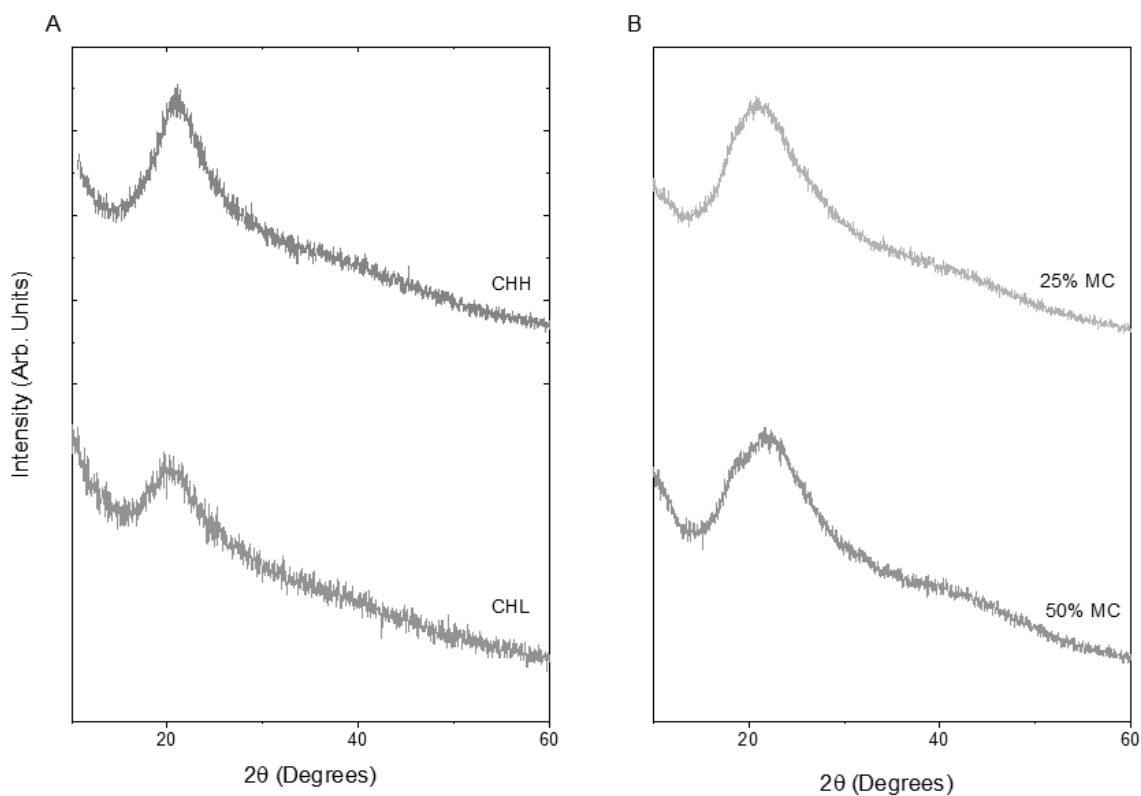 A
Intensity (Arb. Units)
CHH
CHL
20
40
60
2θ (Degrees)
B
25% MC
50% MC
20
40
60
2θ (Degrees)